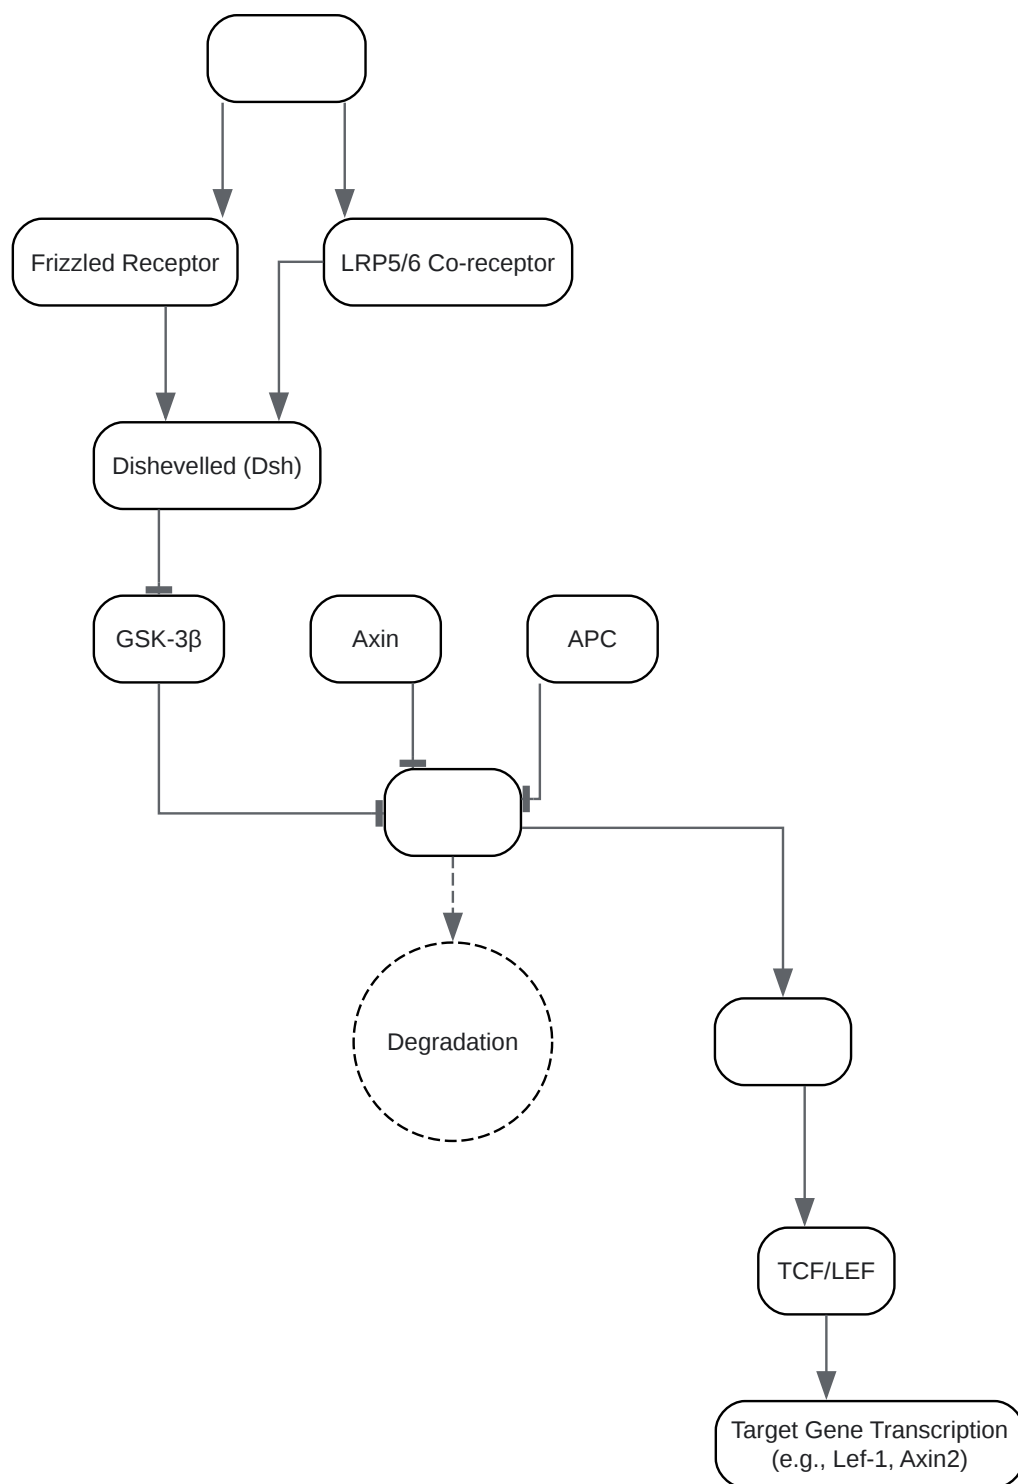 Frizzled Receptor
LRP5/6 Co-receptor
Dishevelled (Dsh)
GSK-3β
Axin
APC
Degradation
TCF/LEF
Target Gene Transcription
(e.g., Lef-1, Axin2)